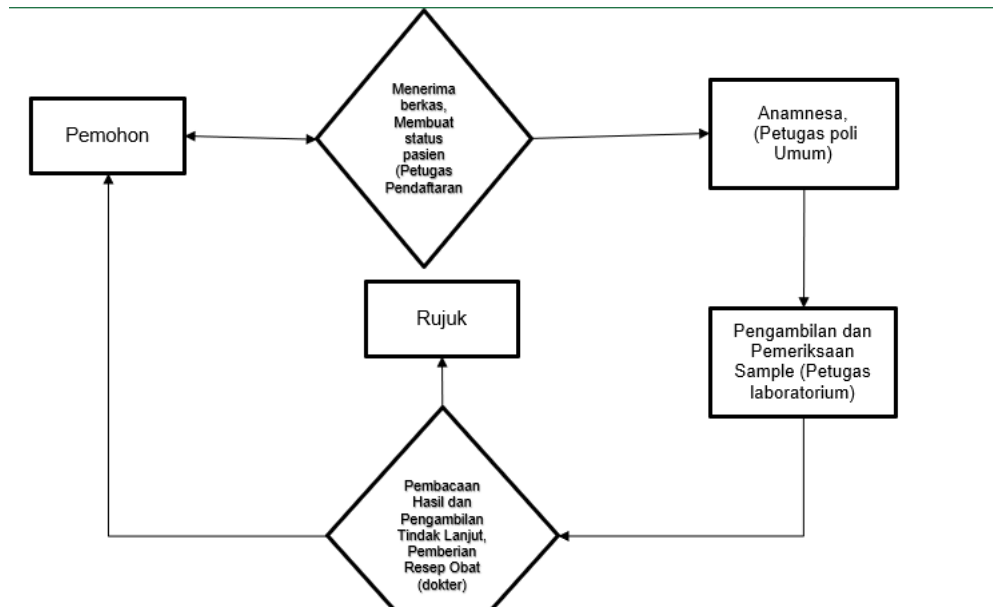 Pemohon
Menerima
berkas,
Membuat
status
pasien
(Petugas
Pendaftaran
Anamnesa,
(Petugas poli
Umum)
Pengambilan dan
Pemeriksaan
Sample (Petugas
laboratorium)
Rujuk
Pembacaan
Hasil dan
Pengambilan
Tindak Lanjut,
Pemberian
Resep Obat
(dokter)